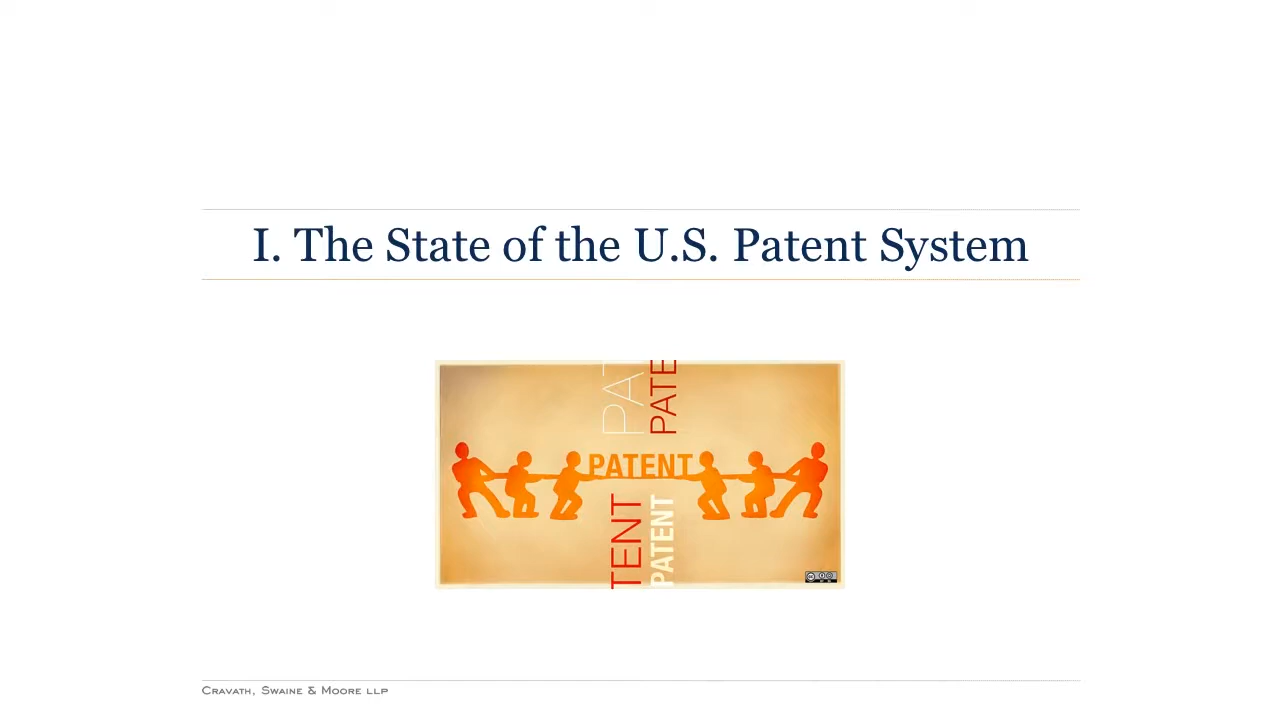 I. The State of the U.S. Patent System
PAT
PATE
PATENT
TENT
PATENT
CRAVATH, SWAINE & MOORE LLP